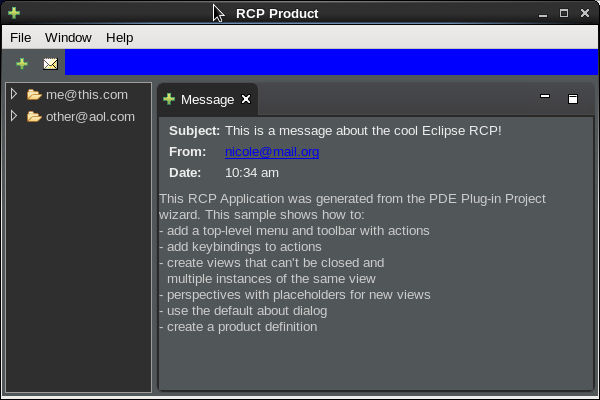 RCP Product
File Window Help
me@this.com
other@aol.com
Message
Subject: This is a message about the cool Eclipse RCP!
From: nicole@mail.org
Date: 10:34 am
This RCP Application was generated from the PDE Plug-in Project
wizard. This sample shows how to:
- add a top-level menu and toolbar with actions
- add keybindings to actions
- create views that can't be closed and
multiple instances of the same view
- perspectives with placeholders for new views
- use the default about dialog
- create a product definition